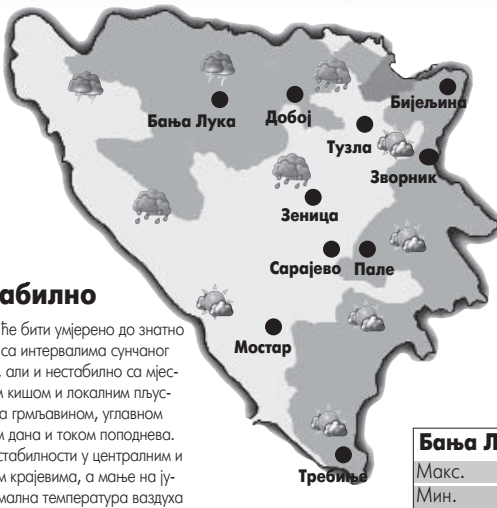 Бања Лука
Добој
Бијељина
Тузла
Зворник
Зеница
Сарајево
Пале
Мостар
Требиње
абилно
ће бити умјерено до знатно
са интервалима сунчаног
али и нестабилно са мјес-
м кишом и локалним пљус-
а грмљавином, углавном
м дана и током поподнева.
стабилности у централним и
м крајевима, а мање на ју-
мална температура ваздуха
Бања Л
Макс.
Мин.